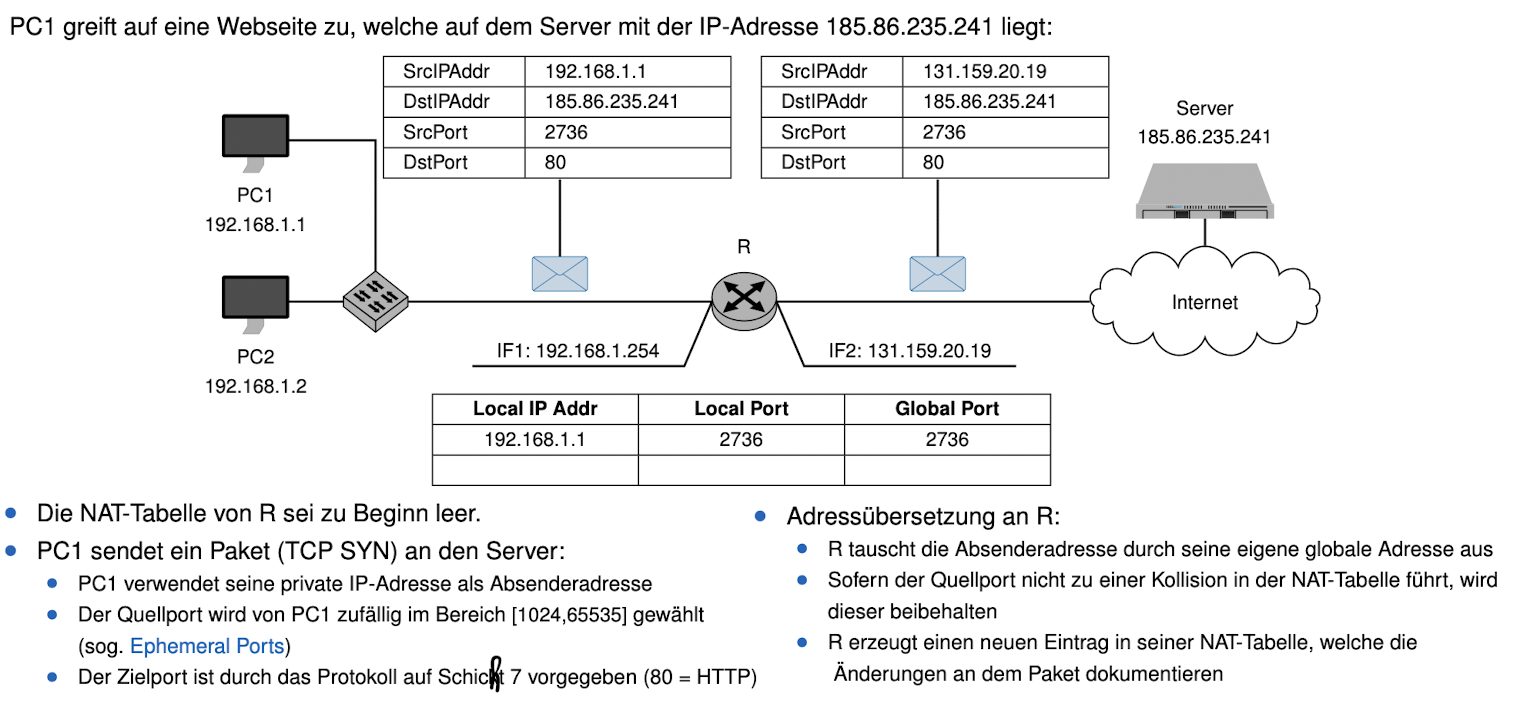 PC1 greift auf eine Webseite zu, welche auf dem Server mit der IP-Adresse 185.86.235.241 liegt:
SrcIPAddr 192.168.1.1
DstIPAddr 185.86.235.241
SrcPort 2736
DstPort 80
SrcIPAddr 131.159.20.19
DstIPAddr 185.86.235.241
SrcPort 2736
DstPort 80
Server
185.86.235.241
PC1
192.168.1.1
R
Internet
PC2
192.168.1.2
IF1: 192.168.1.254
IF2: 131.159.20.19
Local IP Addr Local Port Global Port
192.168.1.1 2736 2736
• Die NAT-Tabelle von R sei zu Beginn leer.
• PC1 sendet ein Paket (TCP SYN) an den Server:
• PC1 verwendet seine private IP-Adresse als Absenderadresse
• Der Quellport wird von PC1 zufällig im Bereich [1024,65535] gewählt
(sog. Ephemeral Ports)
• Der Zielport ist durch das Protokoll auf Schicht 7 vorgegeben (80 = HTTP)
• Adressübersetzung an R:
• R tauscht die Absenderadresse durch seine eigene globale Adresse aus
• Sofern der Quellport nicht zu einer Kollision in der NAT-Tabelle führt, wird
dieser beibehalten
• R erzeugt einen neuen Eintrag in seiner NAT-Tabelle, welche die
Änderungen an dem Paket dokumentieren